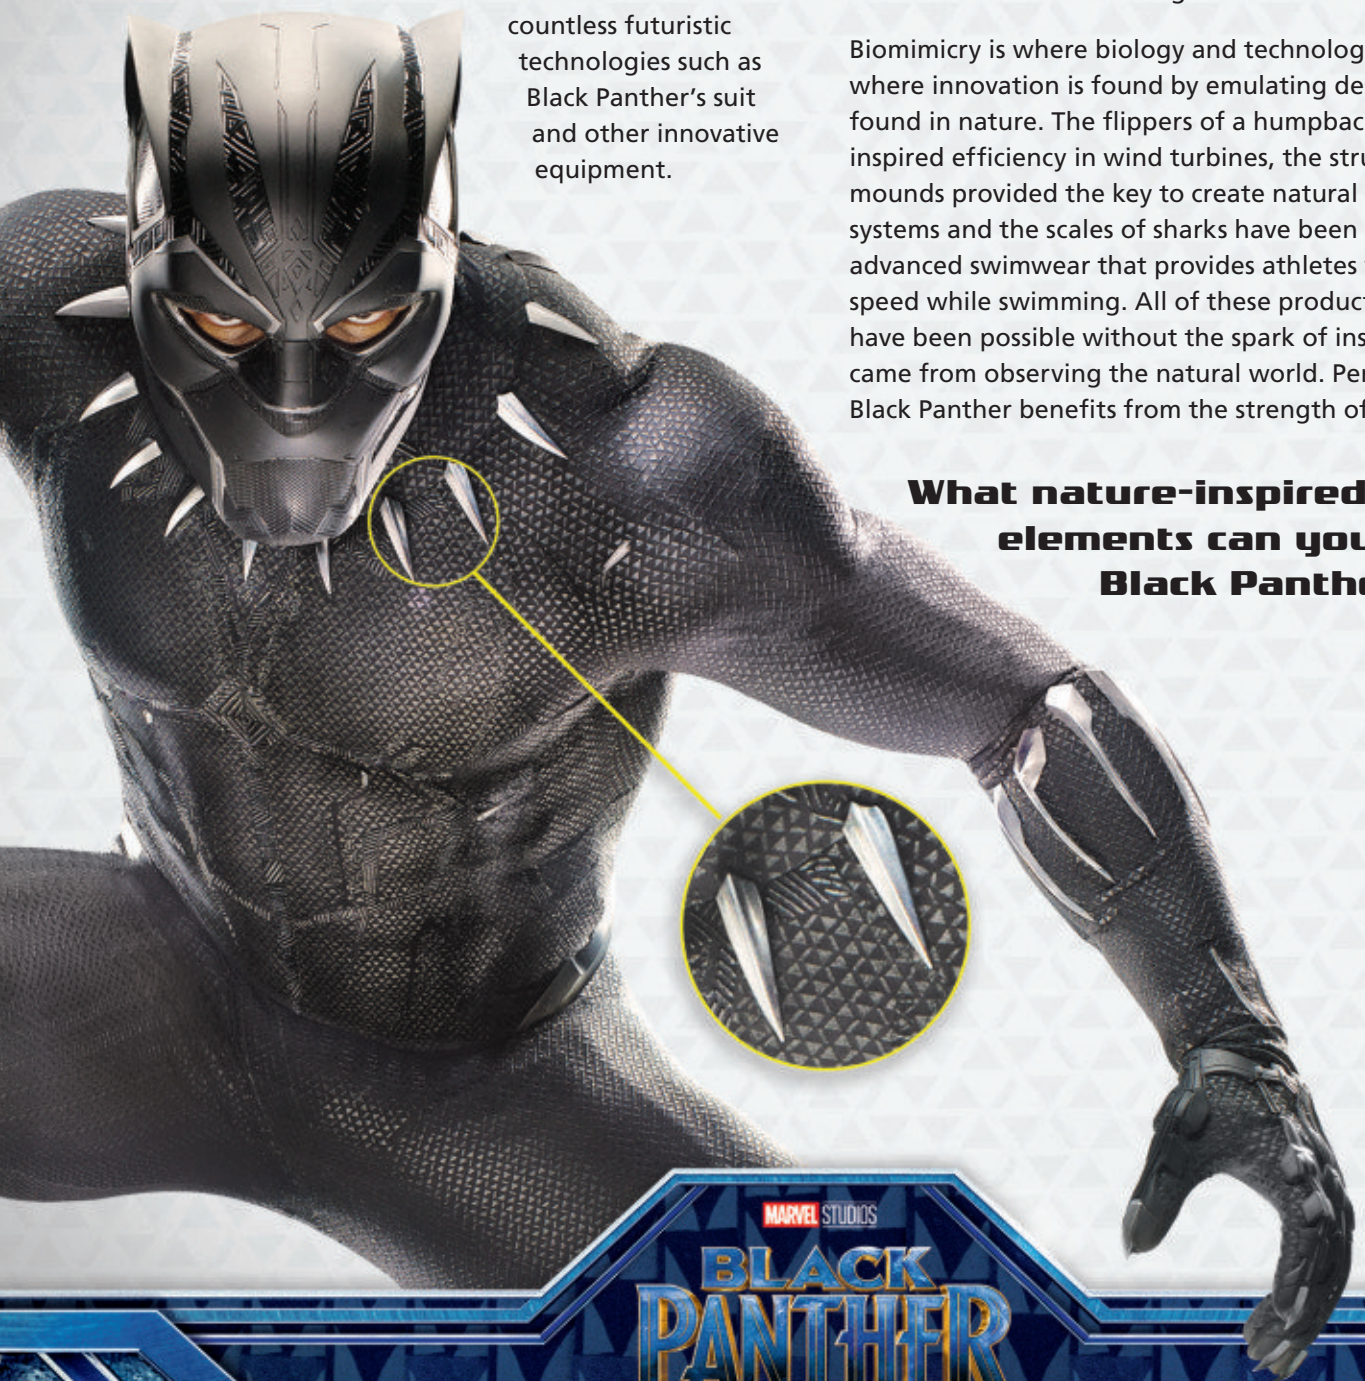 countless futuristic
technologies such as
Black Panther's suit
and other innovative
equipment.
Biomimicry is where biology and technolog
where innovation is found by emulating de
found in nature. The flippers of a humpbac
inspired efficiency in wind turbines, the stru
mounds provided the key to create natural
systems and the scales of sharks have been
advanced swimwear that provides athletes
speed while swimming. All of these product
have been possible without the spark of ins
came from observing the natural world. Per
Black Panther benefits from the strength of
What nature-inspired
elements can you
Black Panthe
MARVEL STUDIOS
BLACK
PANTHER